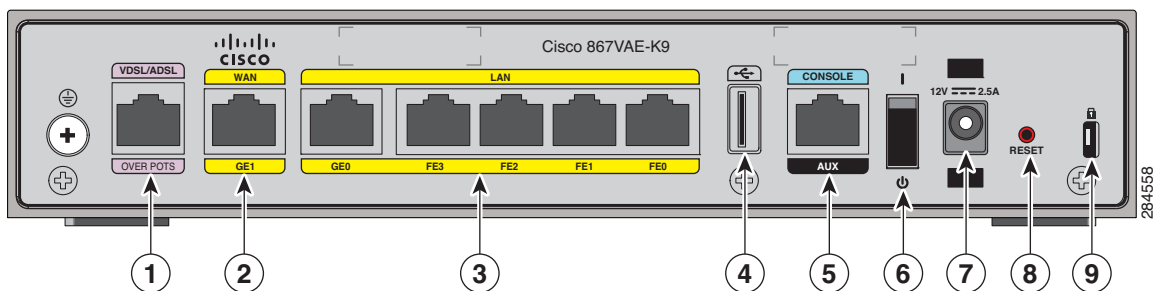 Cisco 867VAE-K9
CISCO
VDSL/ADSL
WAN
LAN
CONSOLE
12V 2.5A
RESET
OVER POTS
GE1
GE0
FE3
FE2
FE1
FE0
AUX
284558
1
2
3
4
5
6
7
8
9